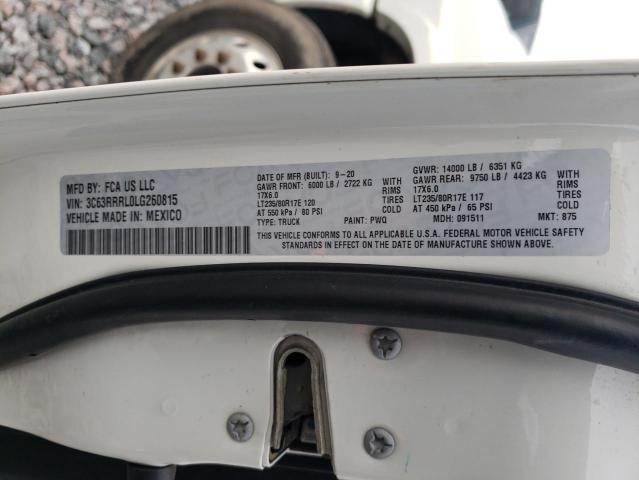 MFD BY: FCA US LLC
VIN: 3C63RRRL0LG260815
VEHICLE MADE IN: MEXICO
DATE OF MFR (BUILT): 9-20
GAWR FRONT: 6000 LB / 2722 KG
17X6.0 RIMS
LT235/80R17E 120 TIRES
AT 550 kPa / 80 PSI COLD
GVWR: 14000 LB / 6351 KG
GAWR REAR: 9750 LB / 4423 KG
17X6.0 RIMS
LT235/80R17E 117 TIRES
AT 450 kPa / 65 PSI COLD
TYPE: TRUCK PAINT: PWQ MDH: 091511 MKT: 875
THIS VEHICLE CONFORMS TO ALL APPLICABLE U.S.A. FEDERAL MOTOR VEHICLE SAFETY
STANDARDS IN EFFECT ON THE DATE OF MANUFACTURE SHOWN ABOVE.